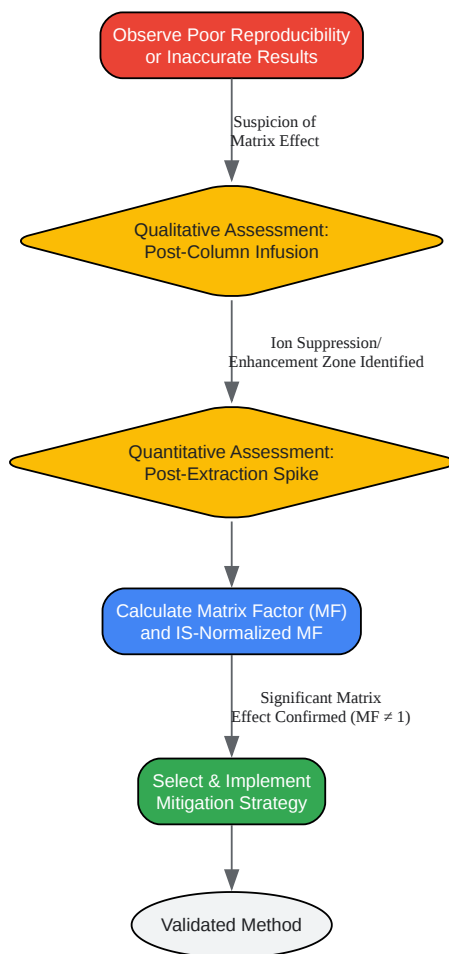 Observe Poor Reproducibility
or Inaccurate Results
Suspicion of
Matrix Effect
Qualitative Assessment:
Post-Column Infusion
Ion Suppression/
Enhancement Zone Identified
Quantitative Assessment:
Post-Extraction Spike
Calculate Matrix Factor (MF)
and IS-Normalized MF
Significant Matrix
Effect Confirmed (MF ≠ 1)
Select & Implement
Mitigation Strategy
Validated Method